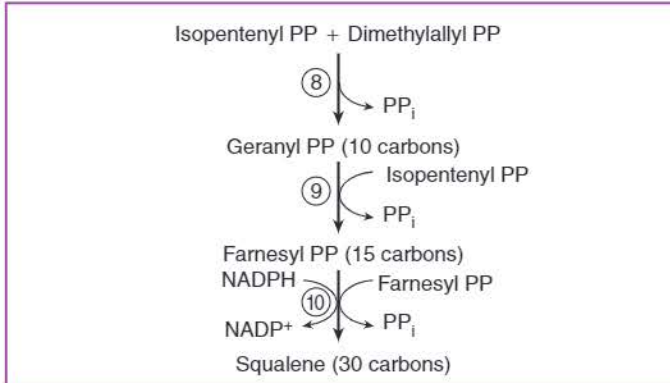 Isopentenyl PP + Dimethylallyl PP
8
PPi
Geranyl PP (10 carbons)
Isopentenyl PP
9
PPi
Farnesyl PP (15 carbons)
NADPH Farnesyl PP
10
NADP+ PPi
Squalene (30 carbons)